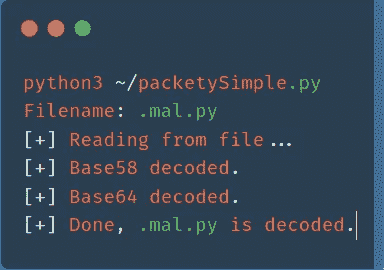 python3 ~/packetySimple.py
Filename: .mal.py
[+] Reading from file...
[+] Base58 decoded.
[+] Base64 decoded.
[+] Done, .mal.py is decoded.